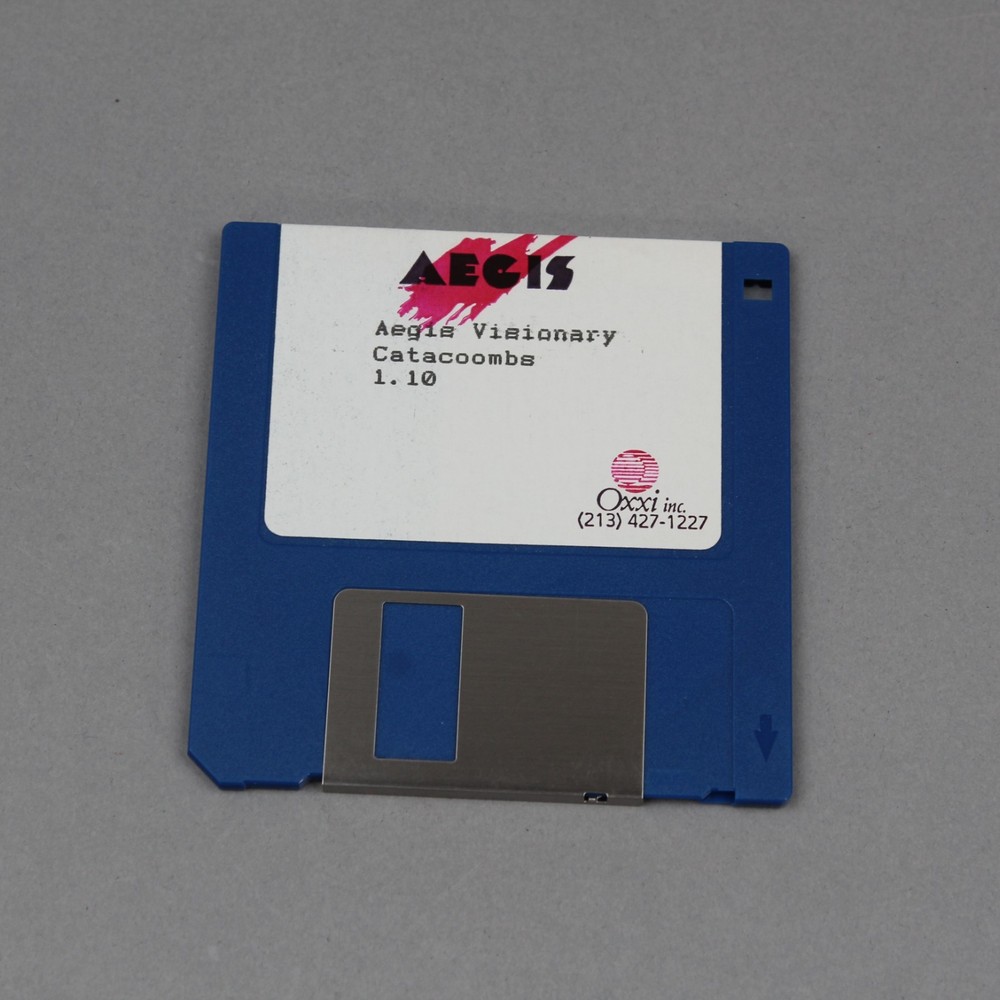 AEGIS
Aegis Visionary
Catacoombs
1.10
Oxxi inc.
(213) 427-1227